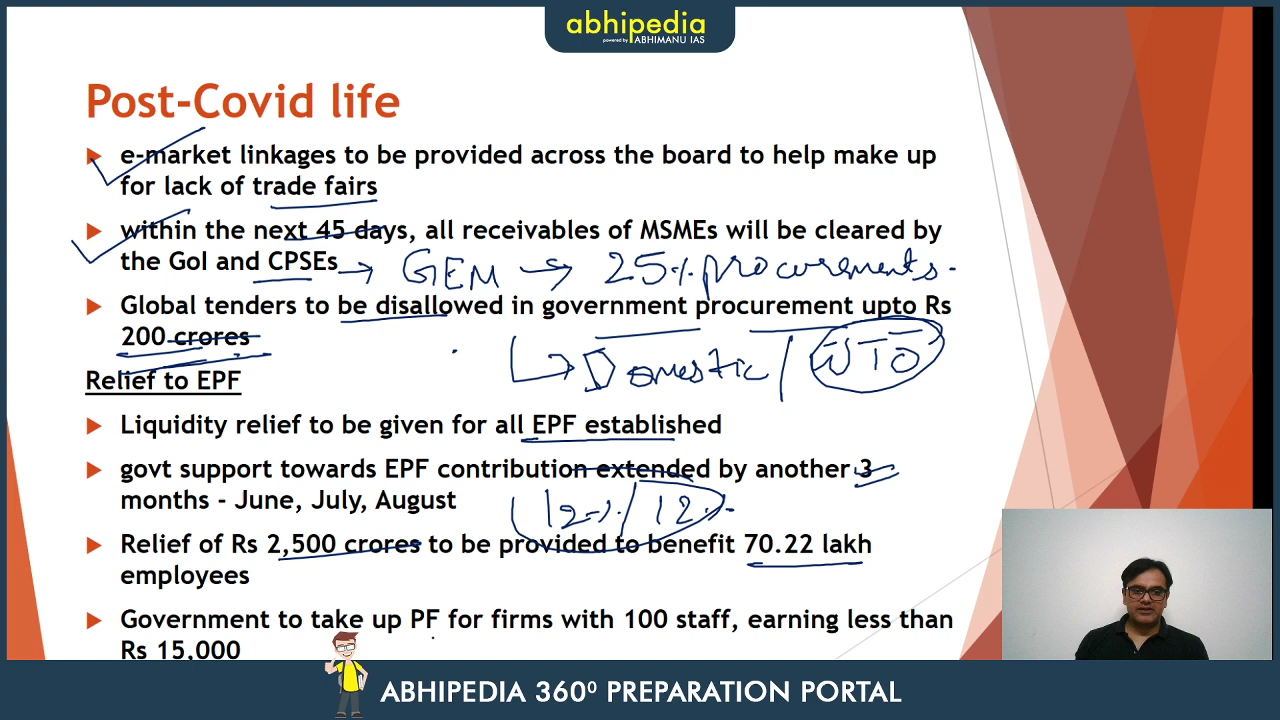 abhipedia
powered by ABHIMANU IAS
Post-Covid life
e-market linkages to be provided across the board to help make up
for lack of trade fairs
within the next 45 days, all receivables of MSMEs will be cleared by
the GoI and CPSEs → GEM → 25% procurements.
Global tenders to be disallowed in government procurement upto Rs
200 crores
Domestic / WTO
Relief to EPF
Liquidity relief to be given for all EPF established
govt support towards EPF contribution extended by another 3
months - June, July, August
12% / 12%
Relief of Rs 2,500 crores to be provided to benefit 70.22 lakh
employees
Government to take up PF for firms with 100 staff, earning less than
Rs 15,000
ABHIPEDIA 360⁰ PREPARATION PORTAL